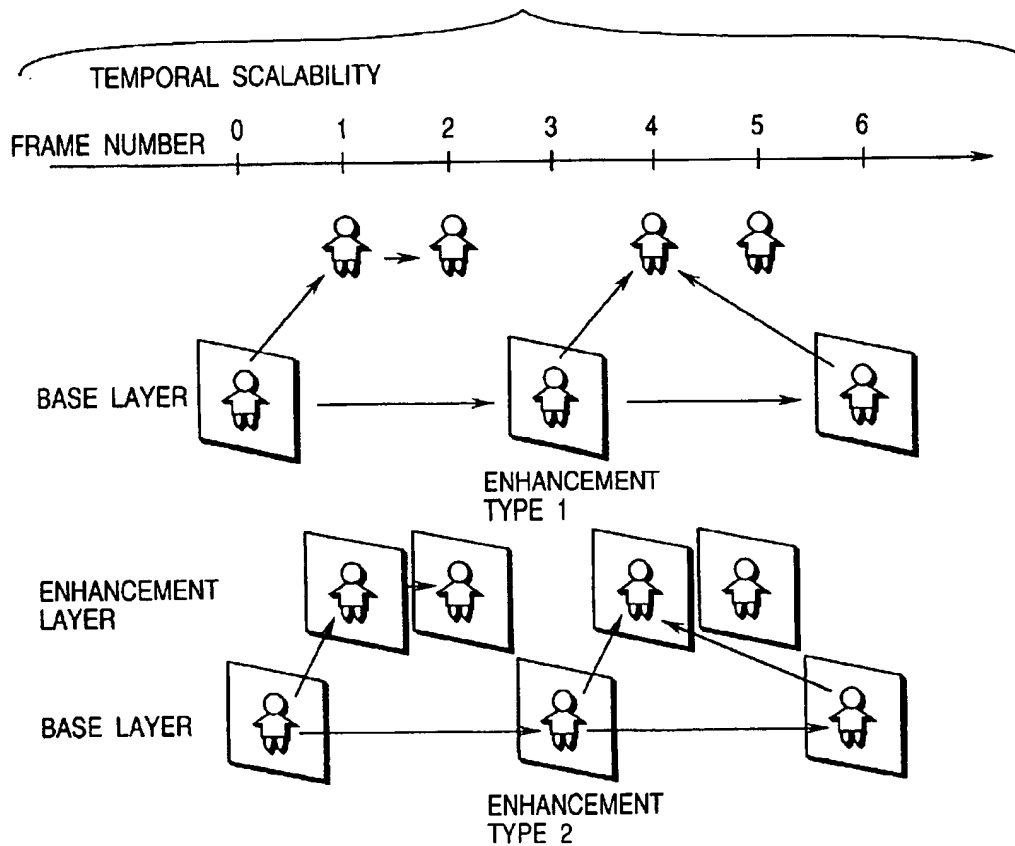 TEMPORAL SCALABILITY
FRAME NUMBER 0 1 2 3 4 5 6
BASE LAYER
ENHANCEMENT
TYPE 1
ENHANCEMENT
LAYER
BASE LAYER
ENHANCEMENT
TYPE 2